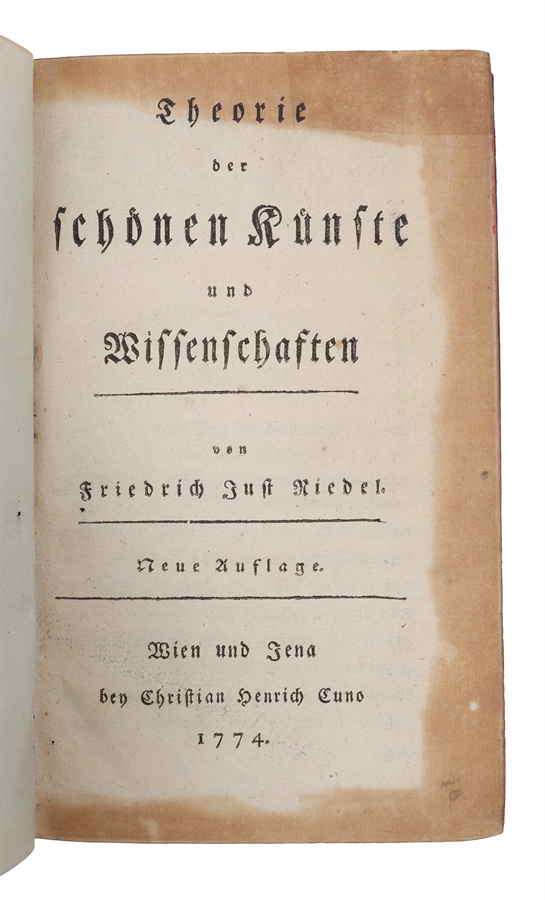 Theorie
der
schönen Künste
und
Wissenschaften
von
Friedrich Just Riedel.
Neue Auflage.
Wien und Jena
bey Christian Henrich Cuno
1774.